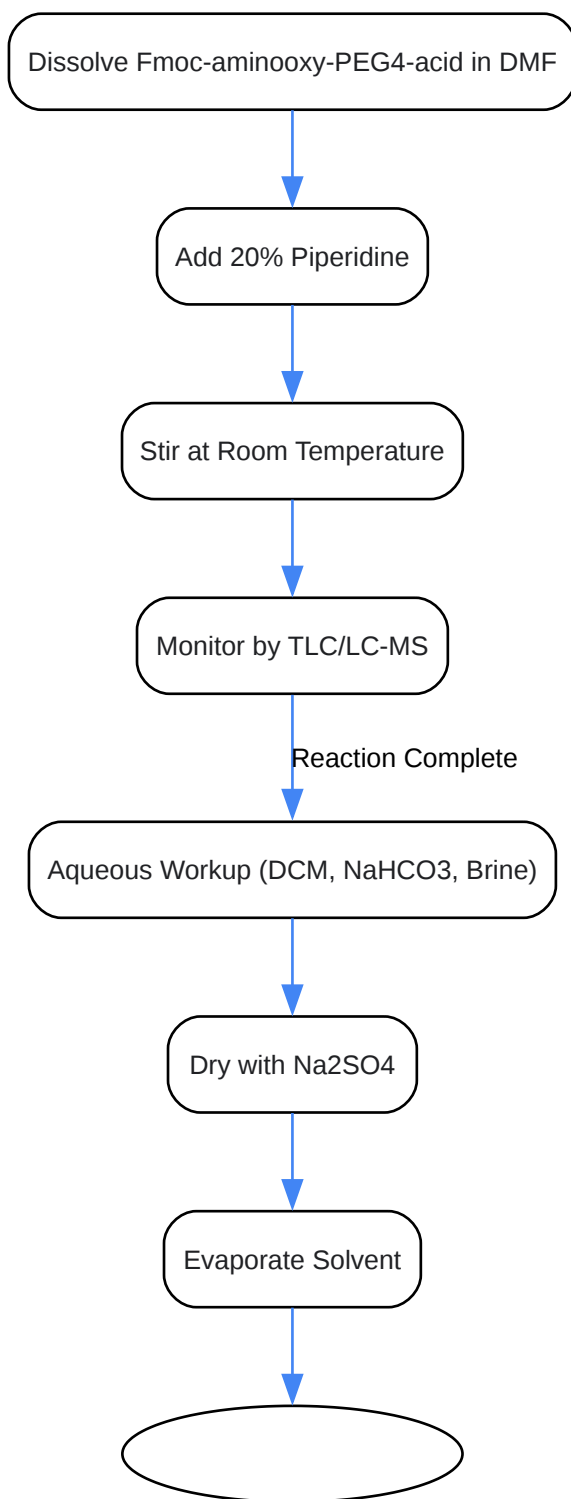 Dissolve Fmoc-aminooxy-PEG4-acid in DMF
Add 20% Piperidine
Stir at Room Temperature
Monitor by TLC/LC-MS
Reaction Complete
Aqueous Workup (DCM, NaHCO3, Brine)
Dry with Na2SO4
Evaporate Solvent